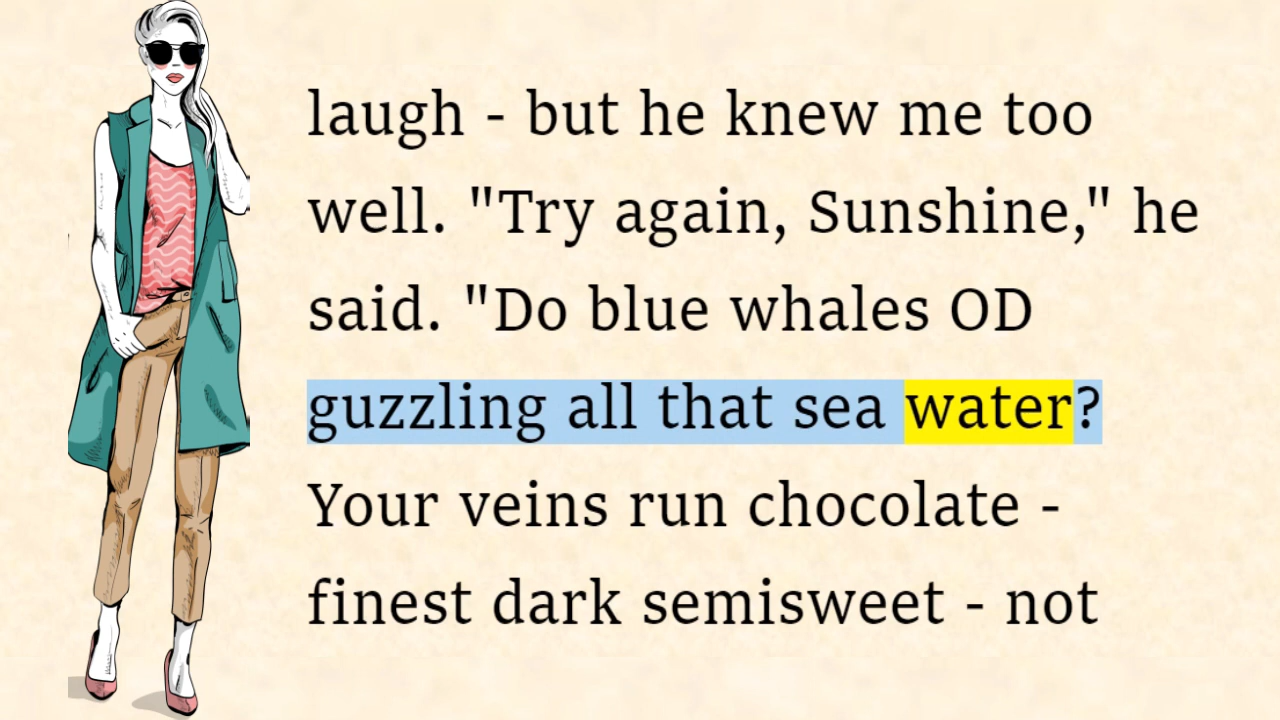 laugh - but he knew me too
well. "Try again, Sunshine," he
said. "Do blue whales OD
guzzling all that sea water?
Your veins run chocolate -
finest dark semisweet - not